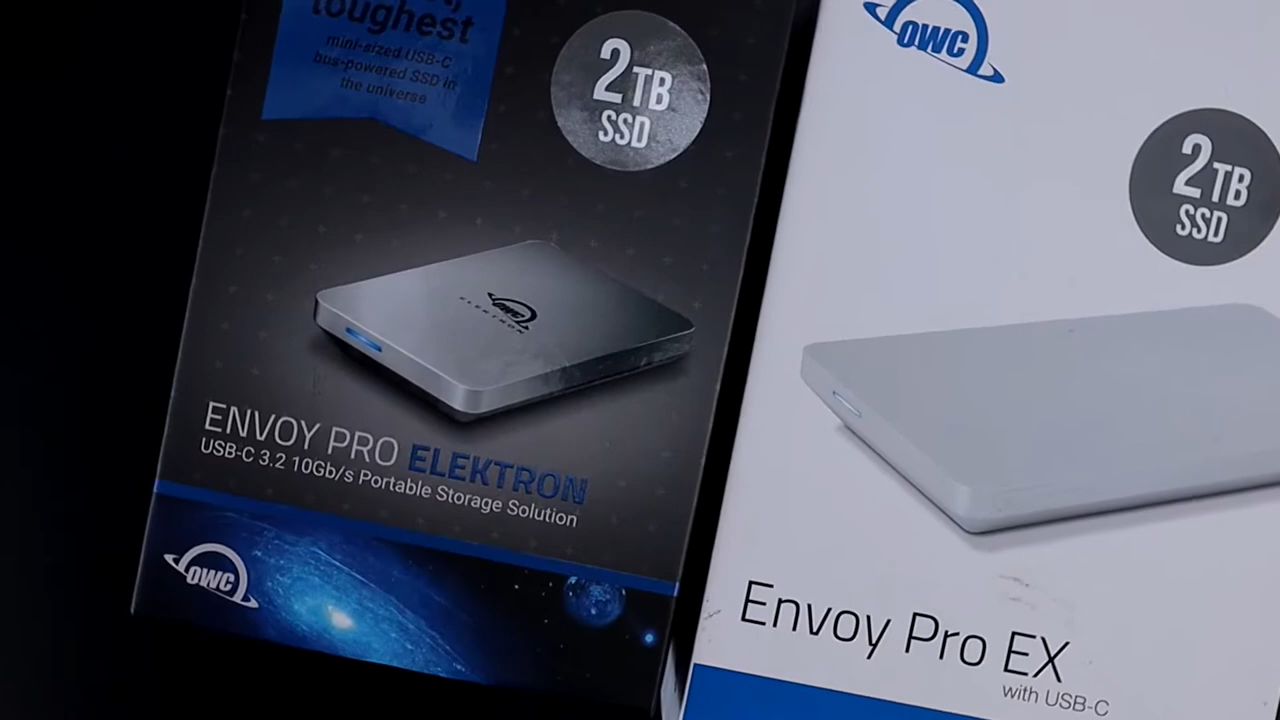 toughest
mini-sized USB-C
bus-powered SSD in
the universe
2TB
SSD
OWC
ELEKTRON
ENVOY PRO ELEKTRON
USB-C 3.2 10Gb/s Portable Storage Solution
OWC
OWC
2TB
SSD
Envoy Pro EX
with USB-C